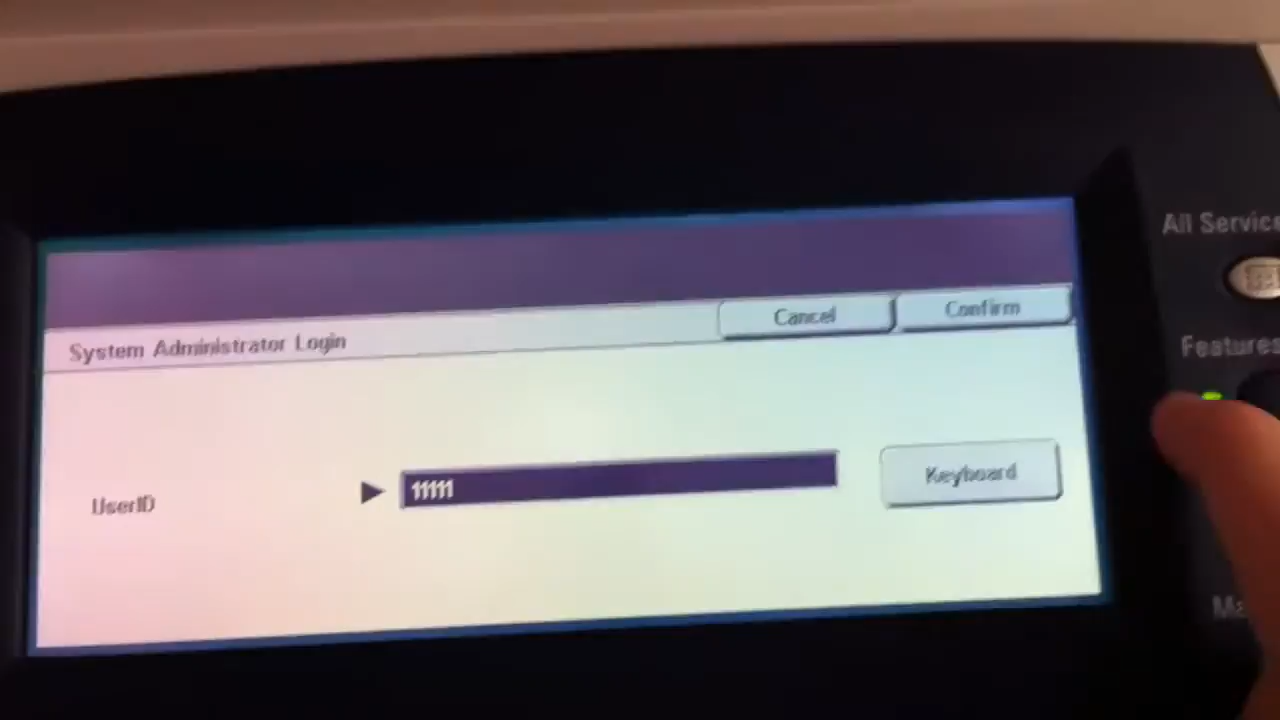 All Service
Cancel
Confirm
System Administrator Login
Features
Keyboard
UserID
11111